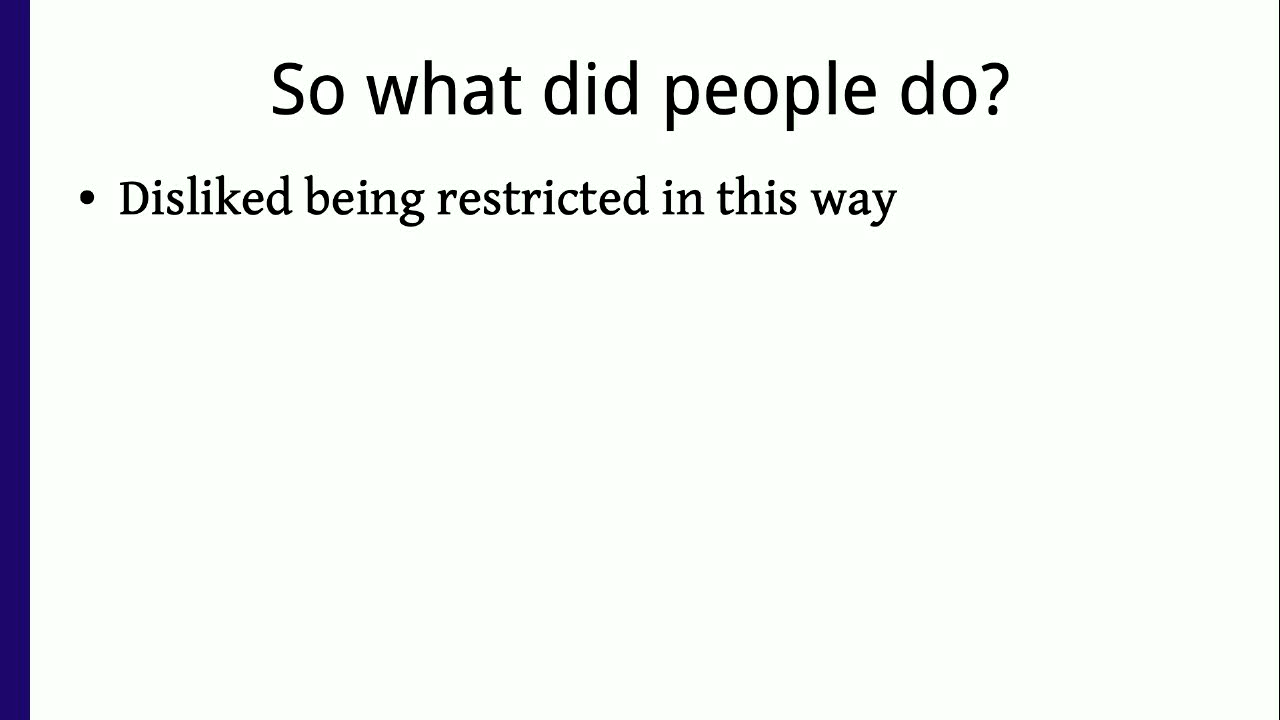 So what did people do?
• Disliked being restricted in this way